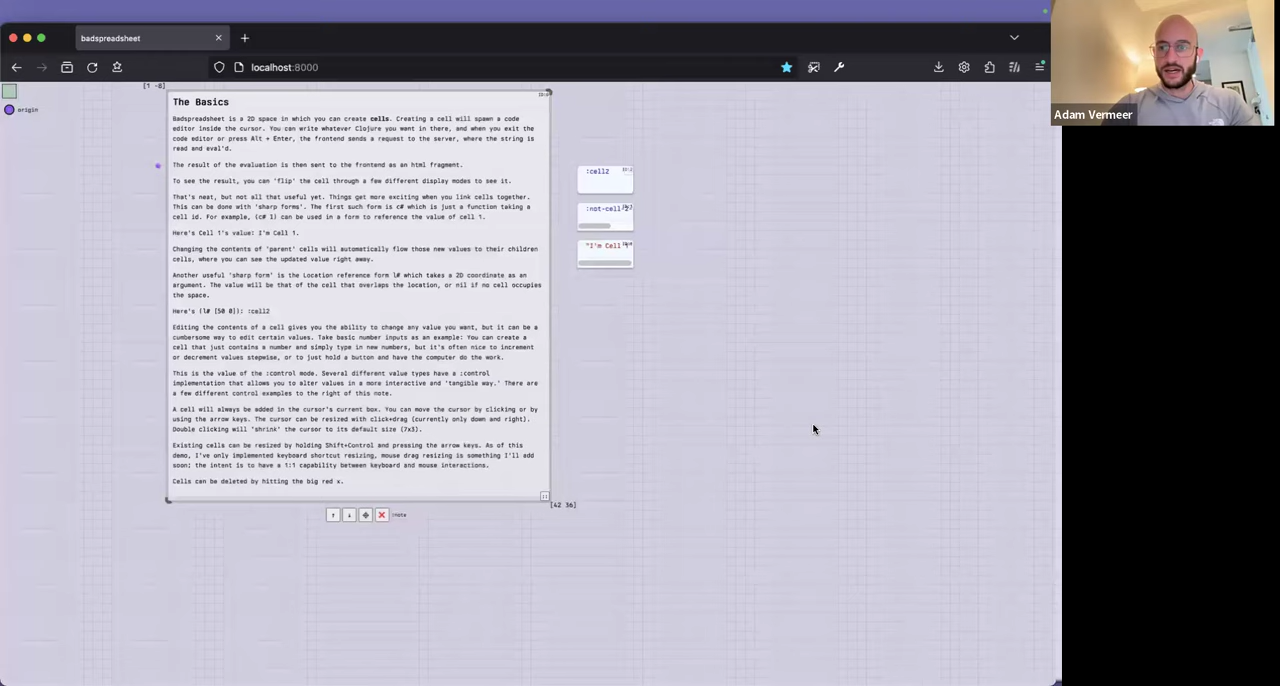 badspreadsheet
localhost:8000
Adam Vermeer
[1 -8]
origin
The Basics
Badspreadsheet is a 2D space in which you can create cells. Creating a cell will spawn a code
editor inside the cursor. You can write whatever Clojure you want in there, and when you exit the
code editor or press Alt + Enter, the frontend sends a request to the server, where the string is
read and eval'd.
The result of the evaluation is then sent to the frontend as an html fragment.
To see the result, you can 'flip' the cell through a few different display modes to see it.
That's neat, but not all that useful yet. Things get more exciting when you link cells together.
This can be done with 'sharp forms'. The first such form is c# which is just a function taking a
cell id. For example, (c# 1) can be used in a form to reference the value of cell 1.
Here's Cell 1's value: I'm Cell 1.
Changing the contents of 'parent' cells will automatically flow those new values to their children
cells, where you can see the updated value right away.
Another useful 'sharp form' is the Location reference form l# which takes a 2D coordinate as an
argument. The value will be that of the cell that overlaps the location, or nil if no cell occupies
the space.
Here's (l# [50 0]): :cell2
Editing the contents of a cell gives you the ability to change any value you want, but it can be a
cumbersome way to edit certain values. Take basic number inputs as an example: You can create a
cell that just contains a number and simply type in new numbers, but it's often nice to increment
or decrement values stepwise, or to just hold a button and have the computer do the work.
This is the value of the :control mode. Several different value types have a :control
implementation that allows you to alter values in a more interactive and 'tangible way.' There are
a few different control examples to the right of this note.
A cell will always be added in the cursor's current box. You can move the cursor by clicking or by
using the arrow keys. The cursor can be resized with click+drag (currently only down and right).
Double clicking will 'shrink' the cursor to its default size (7x3).
Existing cells can be resized by holding Shift+Control and pressing the arrow keys. As of this
demo, I've only implemented keyboard shortcut resizing, mouse drag resizing is something I'll add
soon; the intent is to have a 1:1 capability between keyboard and mouse interactions.
Cells can be deleted by hitting the big red x.
:cell2
:not-cell
"I'm Cell
[42 36]
:note